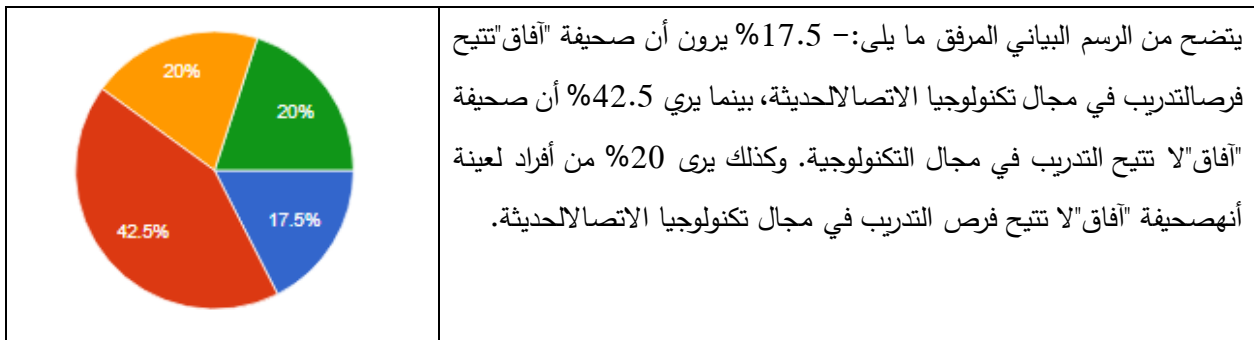 يتضح من الرسم البياني المرفق ما يلى:- 17.5% يرون أن صحيفة "آفاق"تتيح
فرصالتدريب في مجال تكنولوجيا الاتصالالحديثة، بينما يري 42.5% أن صحيفة
"آفاق"لا تتيح التدريب في مجال التكنولوجية. وكذلك يرى 20% من أفراد لعينة
أنهصحيفة "آفاق"لا تتيح فرص التدريب في مجال تكنولوجيا الاتصالالحديثة.
20%
20%
42.5%
17.5%